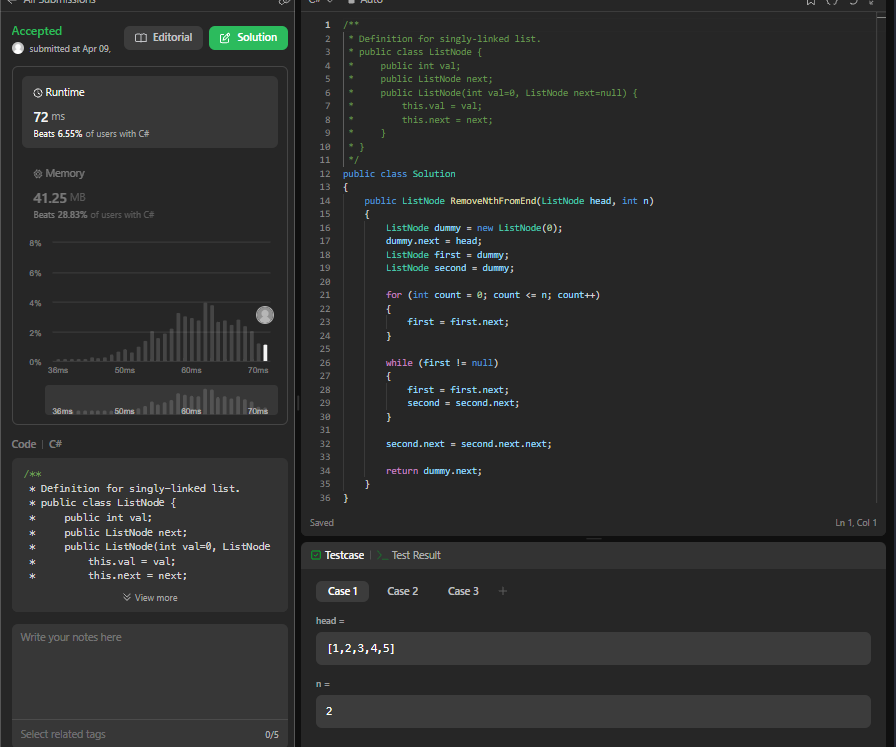 All Submissions
Accepted
submitted at Apr 09,
Editorial
Solution
Runtime
72 ms
Beats 6.55% of users with C#
Memory
41.25 MB
Beats 28.83% of users with C#
8%
6%
4%
2%
0%
36ms 50ms 60ms 70ms
36ms 50ms 60ms 70ms
Code | C#
/**
* Definition for singly-linked list.
* public class ListNode {
*     public int val;
*     public ListNode next;
*     public ListNode(int val=0, ListNode
*         this.val = val;
*         this.next = next;
View more
Write your notes here
Select related tags 0/5
C# Auto
1 /**
2  * Definition for singly-linked list.
3  * public class ListNode {
4  *     public int val;
5  *     public ListNode next;
6  *     public ListNode(int val=0, ListNode next=null) {
7  *         this.val = val;
8  *         this.next = next;
9  *     }
10  * }
11  */
12 public class Solution
13 {
14     public ListNode RemoveNthFromEnd(ListNode head, int n)
15     {
16         ListNode dummy = new ListNode(0);
17         dummy.next = head;
18         ListNode first = dummy;
19         ListNode second = dummy;
20
21         for (int count = 0; count <= n; count++)
22         {
23             first = first.next;
24         }
25
26         while (first != null)
27         {
28             first = first.next;
29             second = second.next;
30         }
31
32         second.next = second.next.next;
33
34         return dummy.next;
35     }
36 }
Saved
Ln 1, Col 1
Testcase | >_ Test Result
Case 1 Case 2 Case 3 +
head =
[1,2,3,4,5]
n =
2